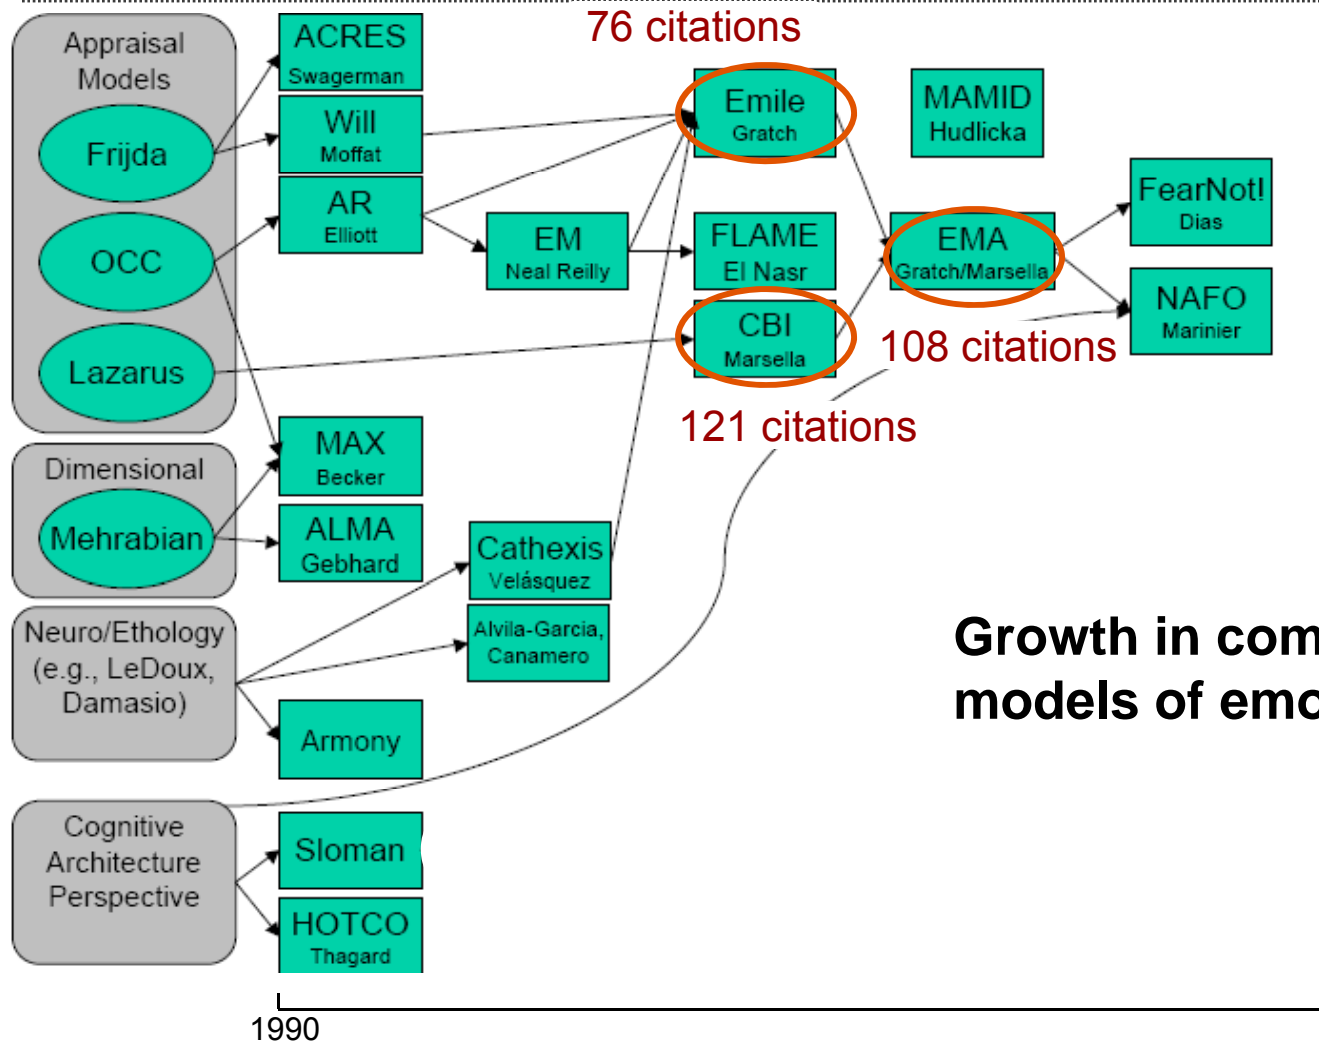 Appraisal
Models
Frijda
OCC
Lazarus
Dimensional
Mehrabian
Neuro/Ethology
(e.g., LeDoux,
Damasio)
Cognitive
Architecture
Perspective
ACRES
Swagerman
Will
Moffat
AR
Elliott
MAX
Becker
ALMA
Gebhard
Armony
Sloman
HOTCO
Thagard
EM
Neal Reilly
Cathexis
Velásquez
Alvila-Garcia,
Canamero
76 citations
Emile
Gratch
FLAME
El Nasr
CBI
Marsella
121 citations
MAMID
Hudlicka
EMA
Gratch/Marsella
108 citations
FearNot!
Dias
NAFO
Marinier
Growth in com
models of emo
1990